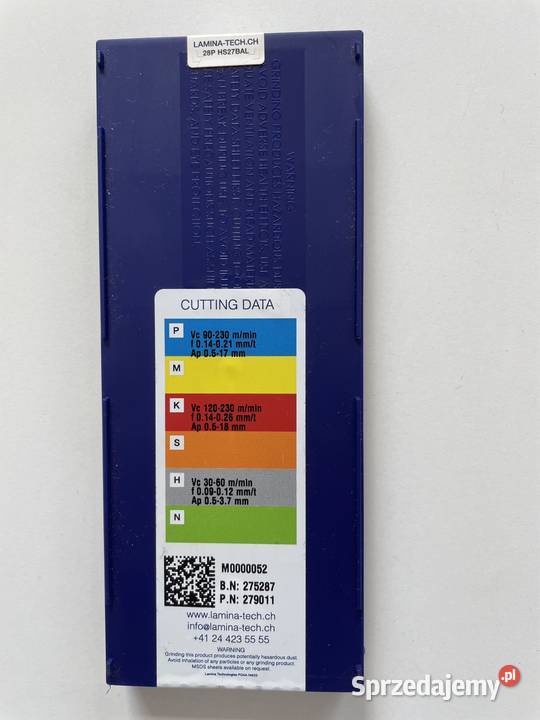 LAMINA-TECH.CH
28P HS27BAL
WARNING
CUTTING DATA
P
Vc 90-230 m/min
f 0.14-0.21 mm/t
Ap 0.5-17 mm
M
K
Vc 120-230 m/min
f 0.14-0.26 mm/t
Ap 0.5-18 mm
S
H
Vc 30-60 m/min
f 0.09-0.12 mm/t
Ap 0.5-3.7 mm
N
M0000052
B.N: 275287
P.N: 279011
www.lamina-tech.ch
info@lamina-tech.ch
+41 24 423 55 55
WARNING
Grinding this product produces potentially hazardous dust.
Avoid inhalation of any particles or any grinding product.
MSDS sheets available on request.
Lamina Technologies
Sprzedajemy.pl